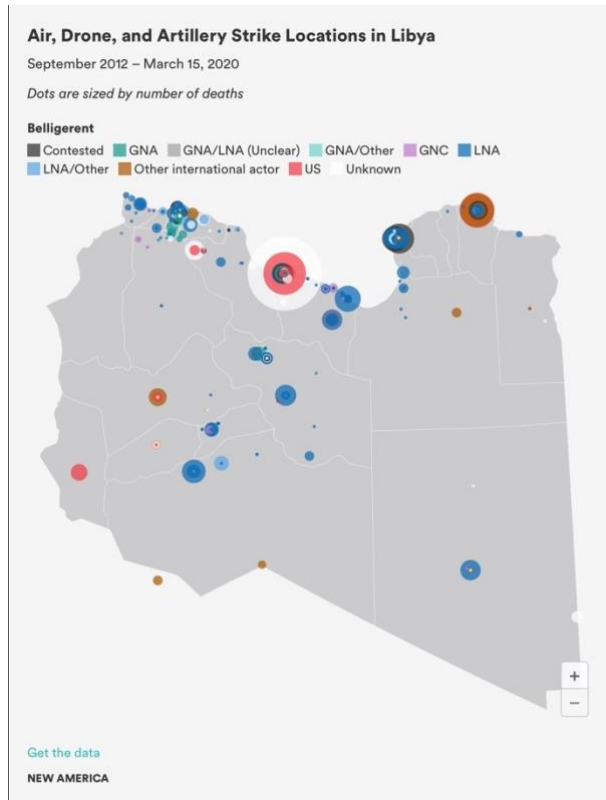 Air, Drone, and Artillery Strike Locations in Libya
September 2012 – March 15, 2020
Dots are sized by number of deaths
Belligerent
Contested GNA GNA/LNA (Unclear) GNA/Other GNC LNA
LNA/Other Other international actor US Unknown
+
−
Get the data
NEW AMERICA